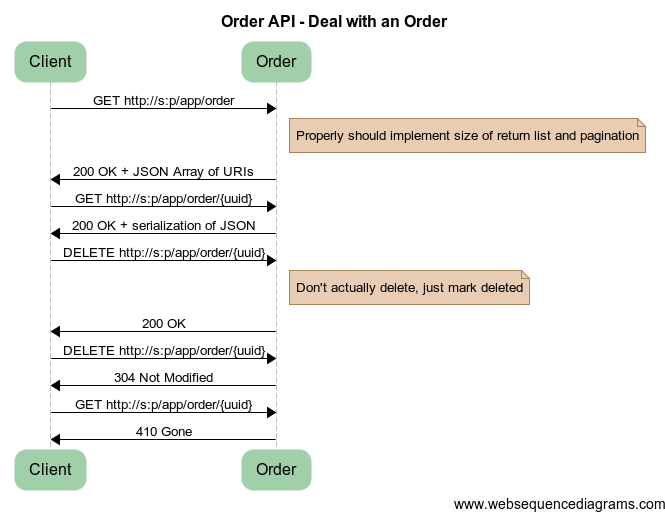 Order API - Deal with an Order
Client
Order
GET http://s:p/app/order
Properly should implement size of return list and pagination
200 OK + JSON Array of URIs
GET http://s:p/app/order/{uuid}
200 OK + serialization of JSON
DELETE http://s:p/app/order/{uuid}
Don't actually delete, just mark deleted
200 OK
DELETE http://s:p/app/order/{uuid}
304 Not Modified
GET http://s:p/app/order/{uuid}
410 Gone
Client
Order
www.websequencediagrams.com